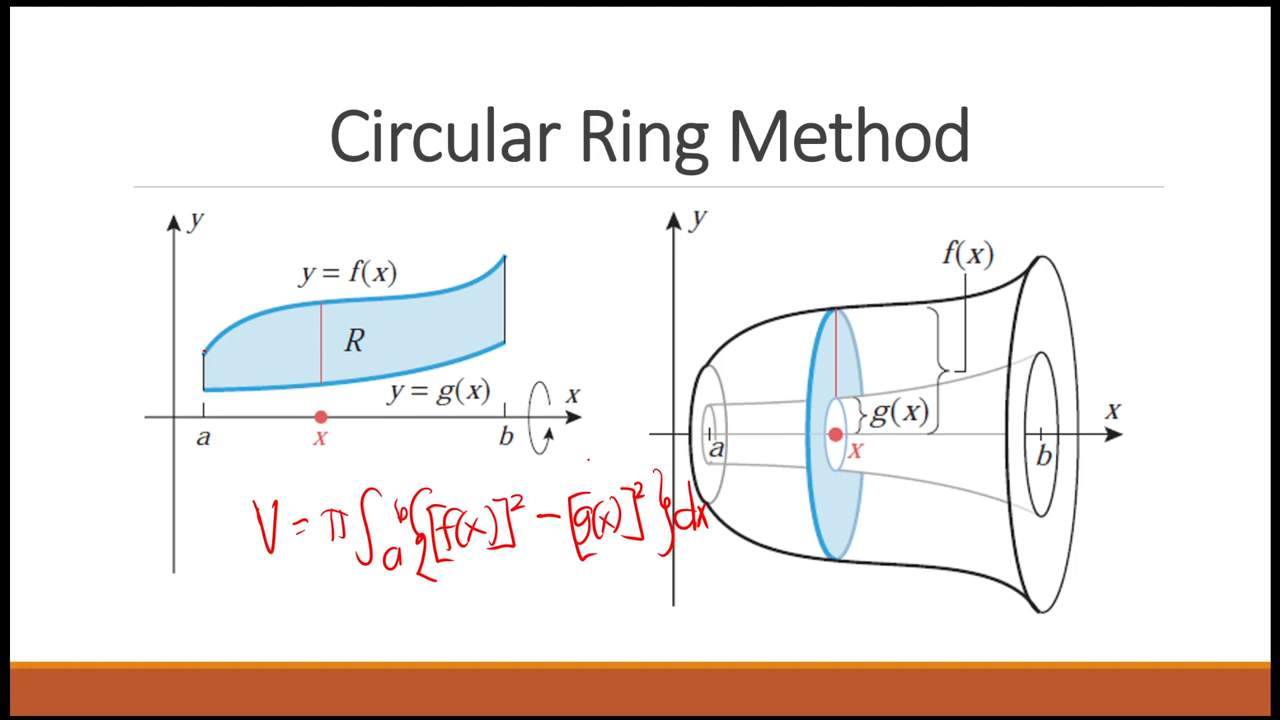 Circular Ring Method
y
y = f(x)
R
y = g(x)
x
a
x
b
y
f(x)
g(x)
x
a
x
b
V = π∫ₐᵇ{[f(x)]² − [g(x)]²}dx